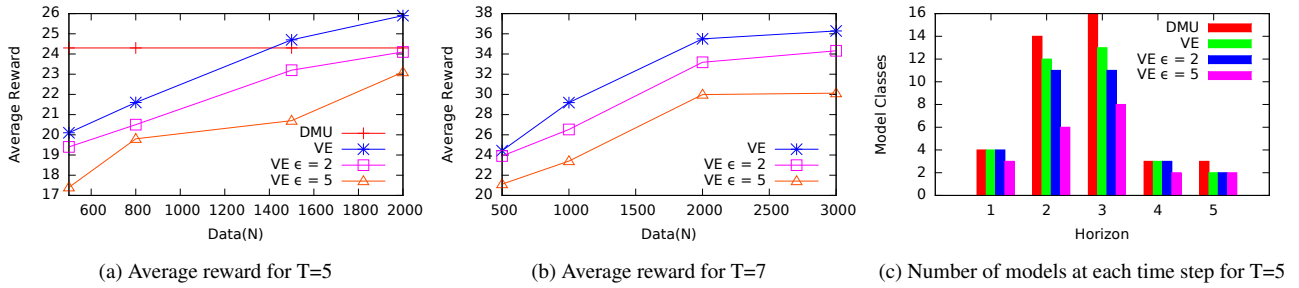 26
25
24
23
22
21
20
19
18
17
Average Reward
600 800 1000 1200 1400 1600 1800 2000
Data(N)
DMU
VE
VE ϵ = 2
VE ϵ = 5
(a) Average reward for T=5
38
36
34
32
30
28
26
24
22
20
Average Reward
500 1000 1500 2000 2500 3000
Data(N)
VE
VE ϵ = 2
VE ϵ = 5
(b) Average reward for T=7
16
14
12
10
8
6
4
2
0
Model Classes
1 2 3 4 5
Horizon
DMU
VE
VE ϵ = 2
VE ϵ = 5
(c) Number of models at each time step for T=5